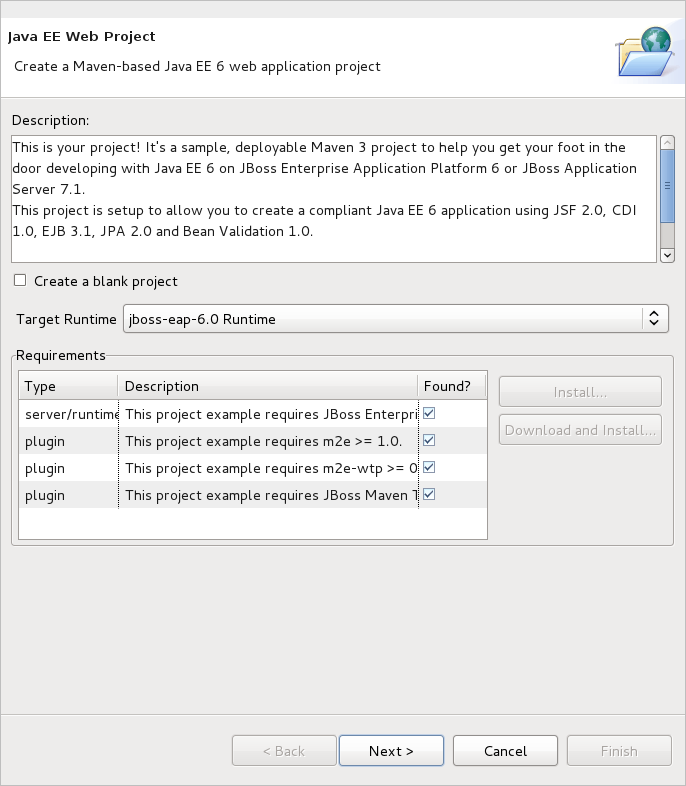 Java EE Web Project
Create a Maven-based Java EE 6 web application project
Description:
This is your project! It's a sample, deployable Maven 3 project to help you get your foot in the
door developing with Java EE 6 on JBoss Enterprise Application Platform 6 or JBoss Application
Server 7.1.
This project is setup to allow you to create a compliant Java EE 6 application using JSF 2.0, CDI
1.0, EJB 3.1, JPA 2.0 and Bean Validation 1.0.
Create a blank project
Target Runtime jboss-eap-6.0 Runtime
Requirements
Type Description Found?
server/runtime This project example requires JBoss Enterpri
plugin This project example requires m2e >= 1.0.
plugin This project example requires m2e-wtp >= 0
plugin This project example requires JBoss Maven T
Install...
Download and Install...
< Back Next > Cancel Finish